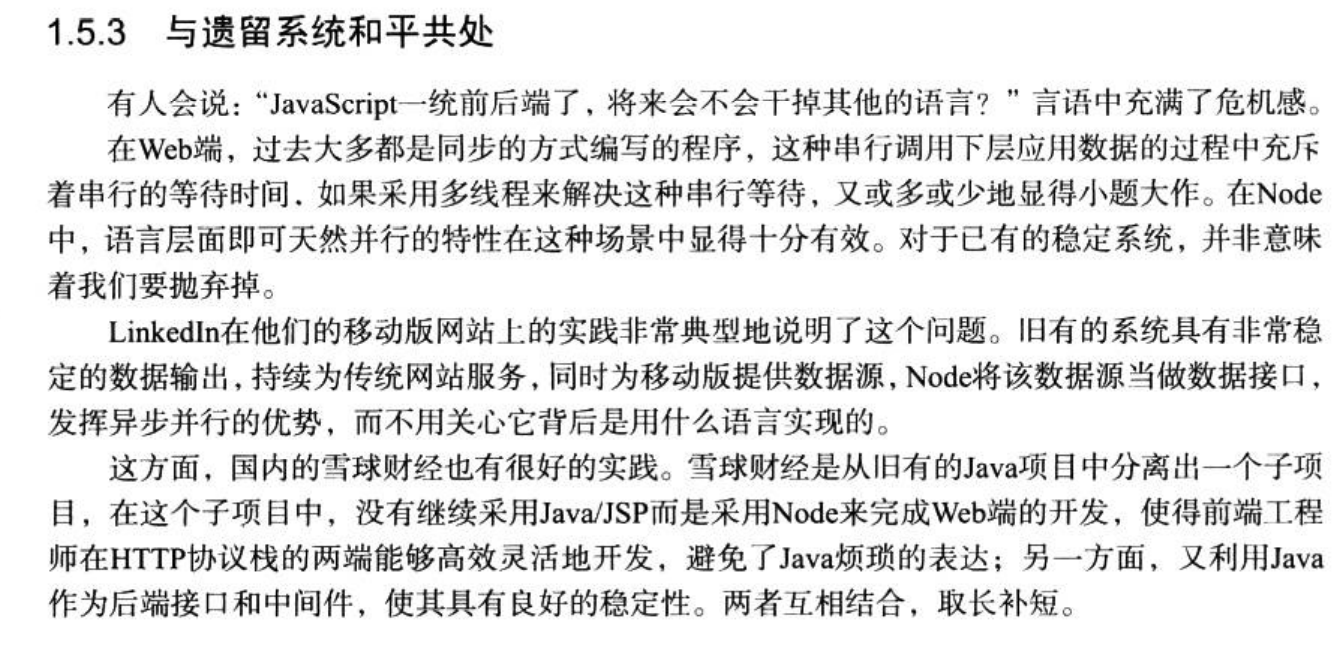 1.5.3 与遗留系统和平共处
有人会说：“JavaScript一统前后端了，将来会不会干掉其他的语言？”言语中充满了危机感。
在Web端，过去大多都是同步的方式编写的程序，这种串行调用下层应用数据的过程中充斥
着串行的等待时间．如果采用多线程来解决这种串行等待，又或多或少地显得小题大作。在Node
中，语言层面即可天然并行的特性在这种场景中显得十分有效。对于已有的稳定系统，并非意味
着我们要抛弃掉。
LinkedIn在他们的移动版网站上的实践非常典型地说明了这个问题。旧有的系统具有非常稳
定的数据输出，持续为传统网站服务，同时为移动版提供数据源，Node将该数据源当做数据接口，
发挥异步并行的优势，而不用关心它背后是用什么语言实现的。
这方面，国内的雪球财经也有很好的实践。雪球财经是从旧有的Java项目中分离出一个子项
目，在这个子项目中，没有继续采用Java/JSP而是采用Node来完成Web端的开发，使得前端工程
师在HTTP协议栈的两端能够高效灵活地开发，避免了Java烦琐的表达；另一方面，又利用Java
作为后端接口和中间件，使其具有良好的稳定性。两者互相结合，取长补短。